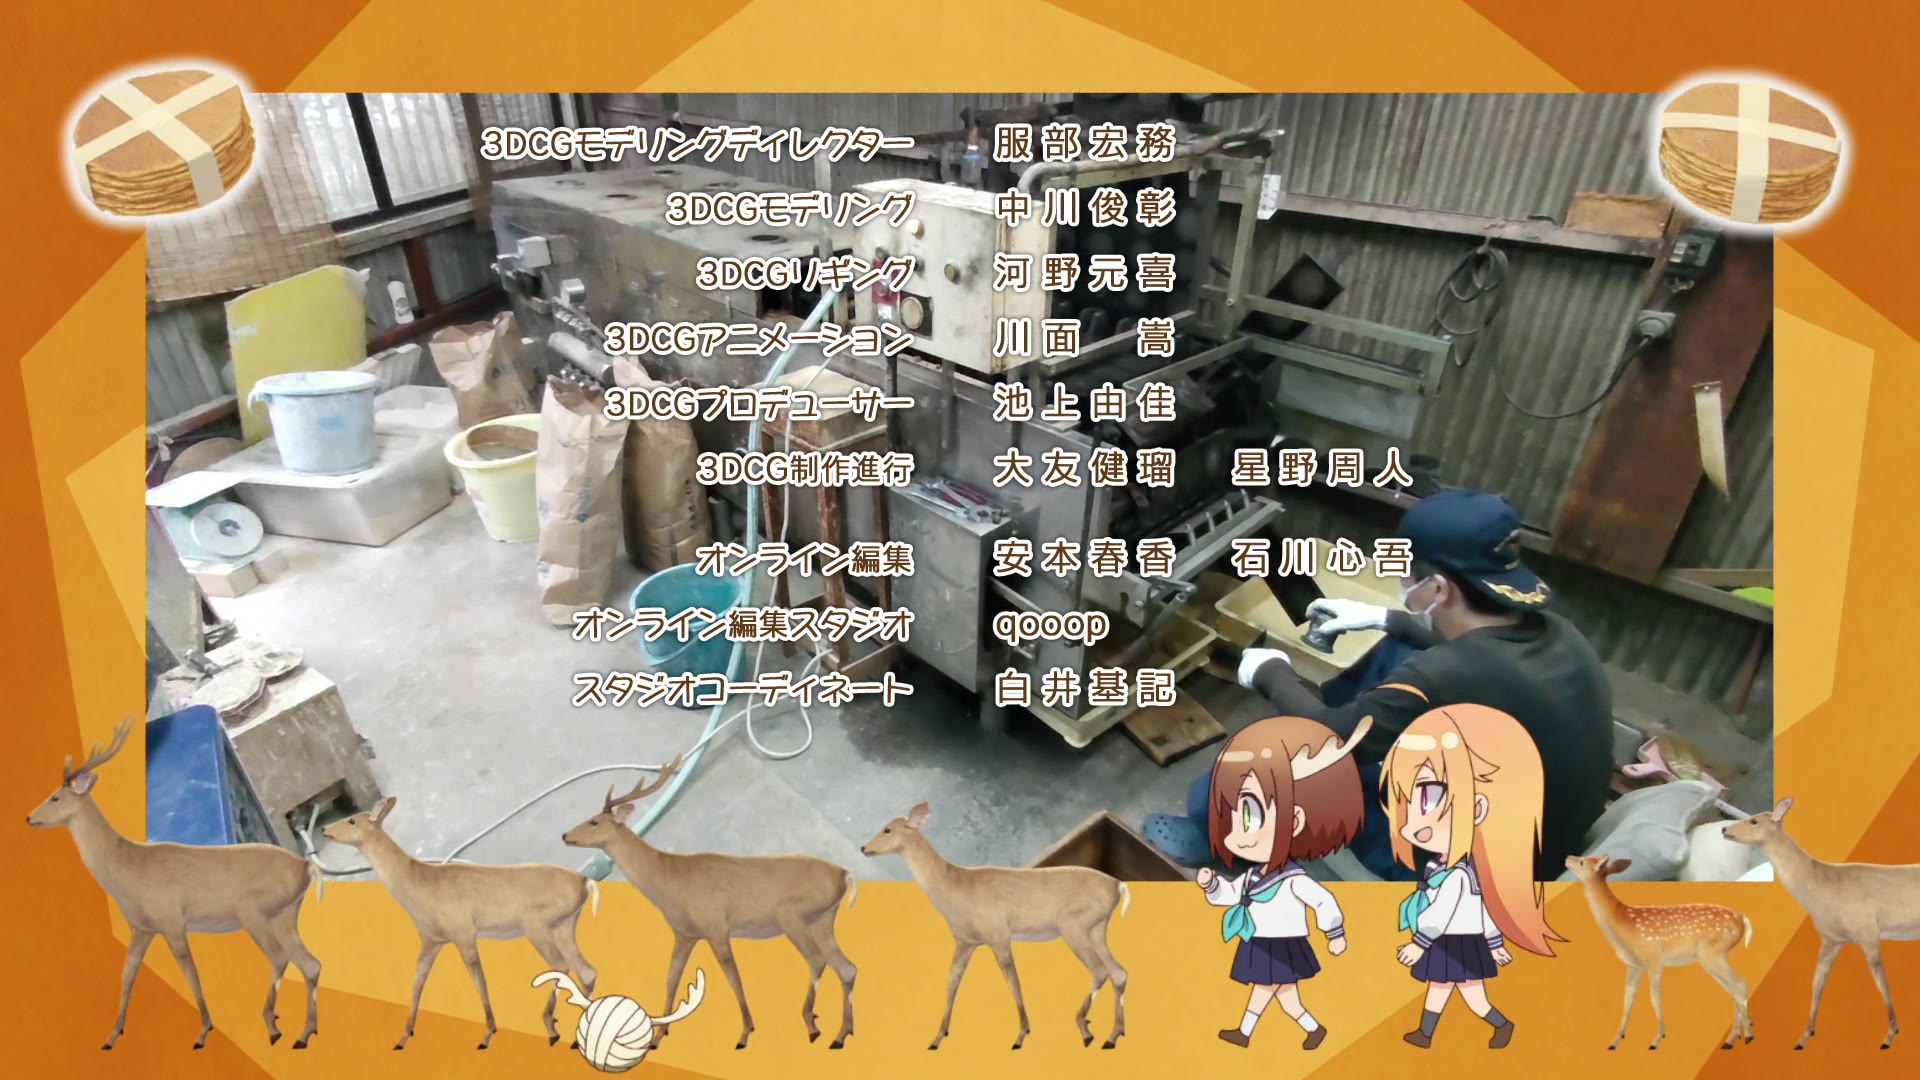 3DCGモデリングディレクター 服部宏務
3DCGモデリング 中川俊彰
3DCGリギング 河野元喜
3DCGアニメーション 川面 嵩
3DCGプロデューサー 池上由佳
3DCG制作進行 大友健瑠 星野周人
オンライン編集 安本春香 石川心吾
オンライン編集スタジオ qooop
スタジオコーディネート 白井基記